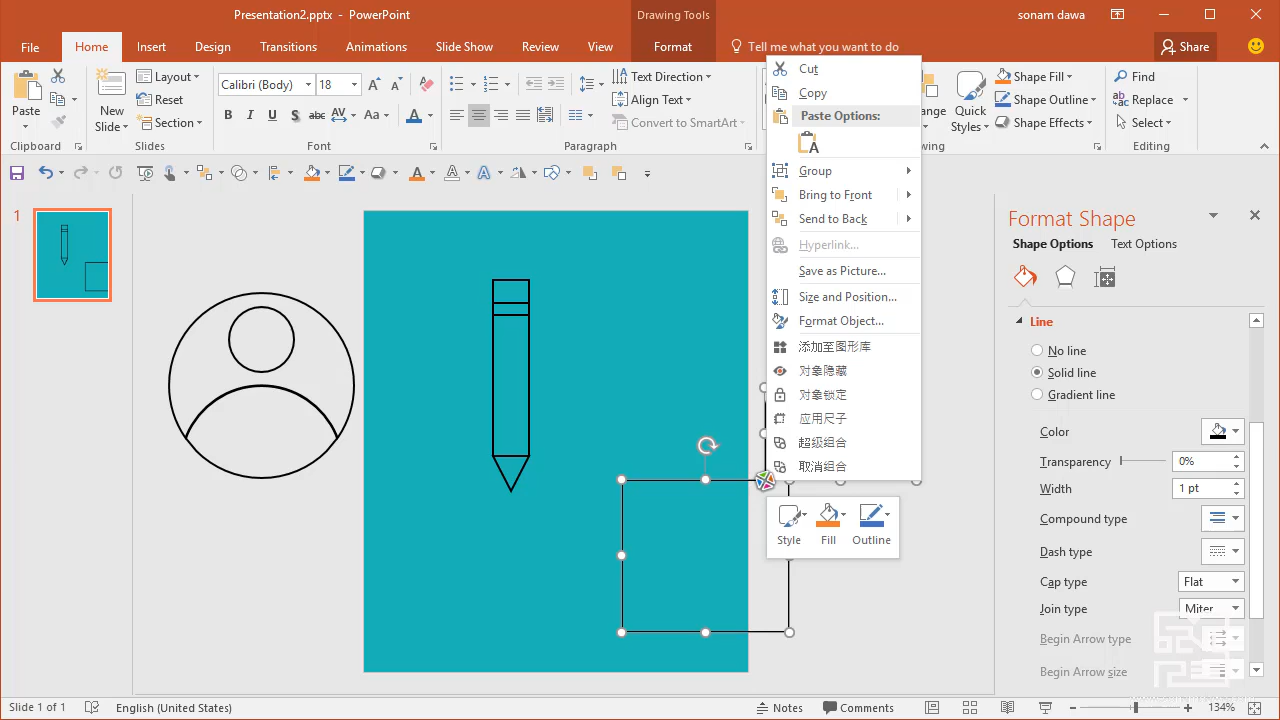 Presentation2.pptx - PowerPoint
Drawing Tools
sonam dawa
File
Home
Insert
Design
Transitions
Animations
Slide Show
Review
View
Format
Tell me what you want to do
Share
Paste
New
Slide
Layout
Reset
Section
Calibri (Body)
18
Text Direction
Align Text
Convert to SmartArt
Quick
Styles
Shape Fill
Shape Outline
Shape Effects
Find
Replace
Select
Clipboard
Slides
Font
Paragraph
Editing
1
Cut
Copy
Paste Options:
Group
Bring to Front
Send to Back
Hyperlink...
Save as Picture...
Size and Position...
Format Object...
添加至图形库
对象隐藏
对象锁定
应用尺子
超级组合
取消组合
Style
Fill
Outline
Format Shape
Shape Options
Text Options
Line
No line
Solid line
Gradient line
Color
Transparency
0%
Width
1 pt
Compound type
Dash type
Cap type
Flat
Join type
Miter
Begin Arrow type
Begin Arrow size
Slide 1 of 1
English (United States)
Notes
Comments
134%